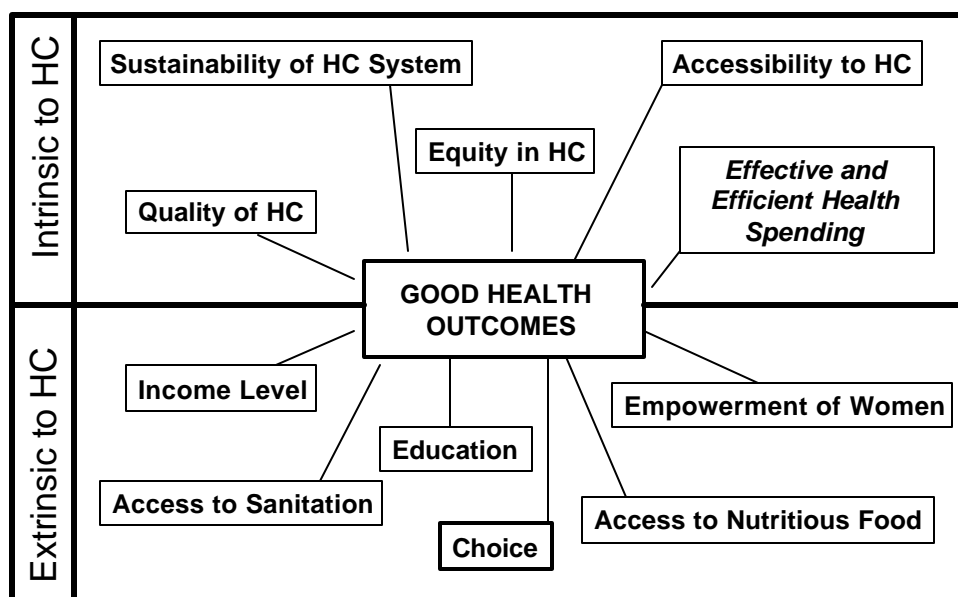 Intrinsic to HC
Sustainability of HC System
Accessibility to HC
Equity in HC
Effective and
Efficient Health
Spending
Quality of HC
GOOD HEALTH
OUTCOMES
Extrinsic to HC
Income Level
Empowerment of Women
Education
Access to Sanitation
Access to Nutritious Food
Choice